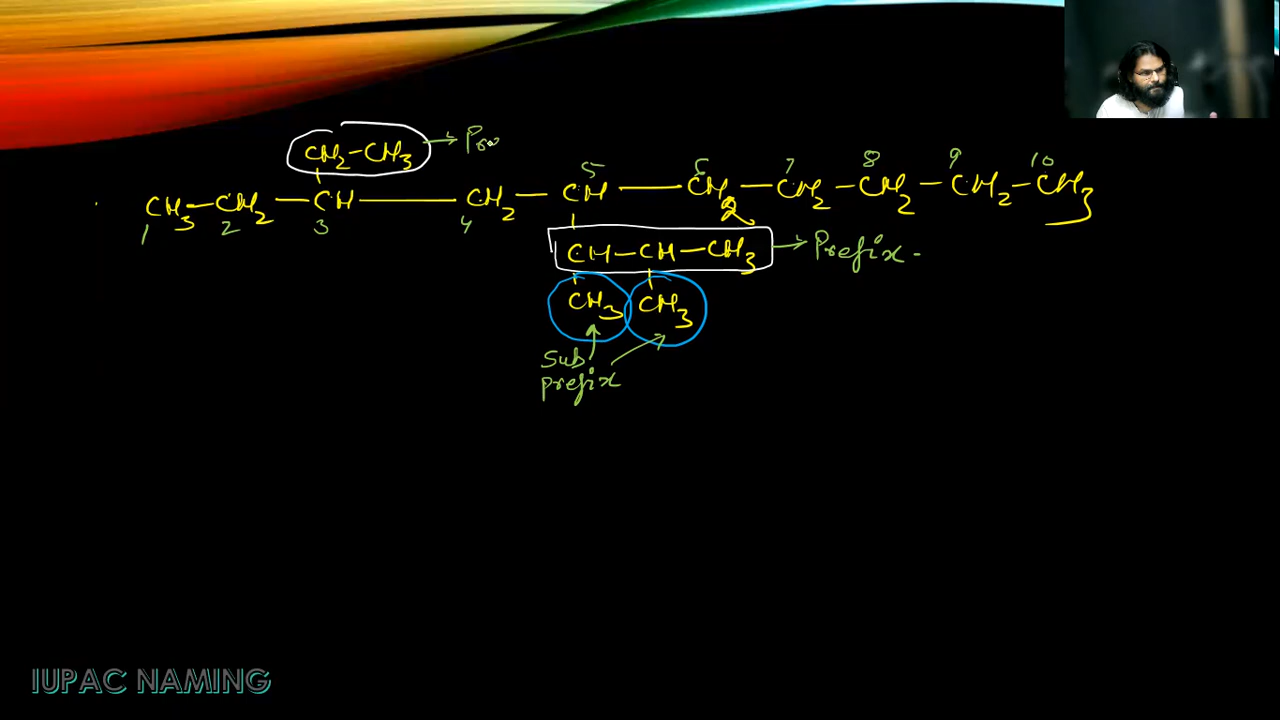 CH2-CH3 → Pre
5 6 7 8 9 10
CH3-CH2-CH-CH2-CH-CH2-CH2-CH2-CH2-CH3
1 2 3 4
CH-CH-CH3 → Prefix.
CH3 CH3
Sub
prefix
IUPAC NAMING